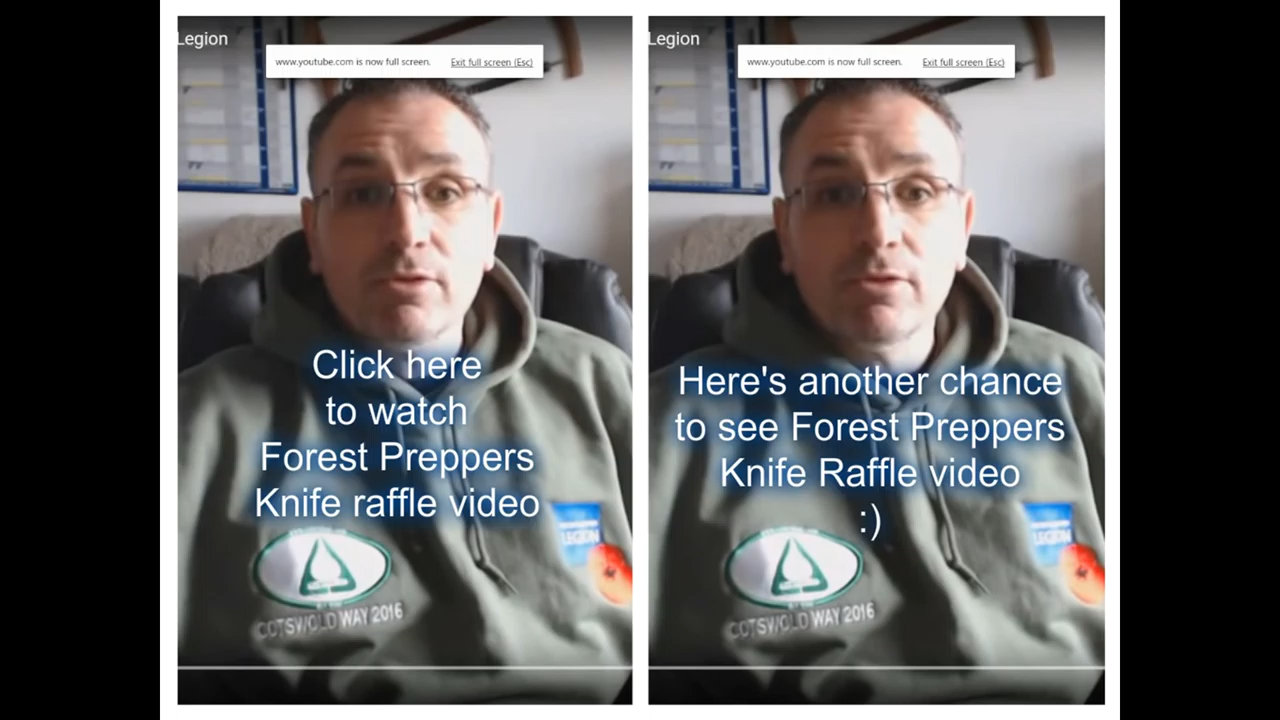 Legion
www.youtube.com is now full screen. Exit full screen (Esc)
Click here
to watch
Forest Preppers
Knife raffle video
LEGION
COTSWOLD WAY 2016
Legion
www.youtube.com is now full screen. Exit full screen (Esc)
Here's another chance
to see Forest Preppers
Knife Raffle video
:)
LEGION
COTSWOLD WAY 2016